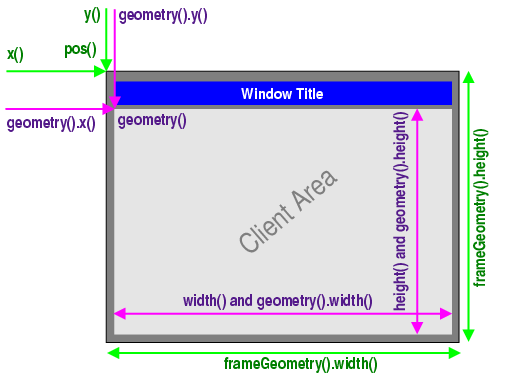 y()
geometry().y()
x()
pos()
Window Title
geometry().x()
geometry()
Client Area
height() and geometry().height()
frameGeometry().height()
width() and geometry().width()
frameGeometry().width()